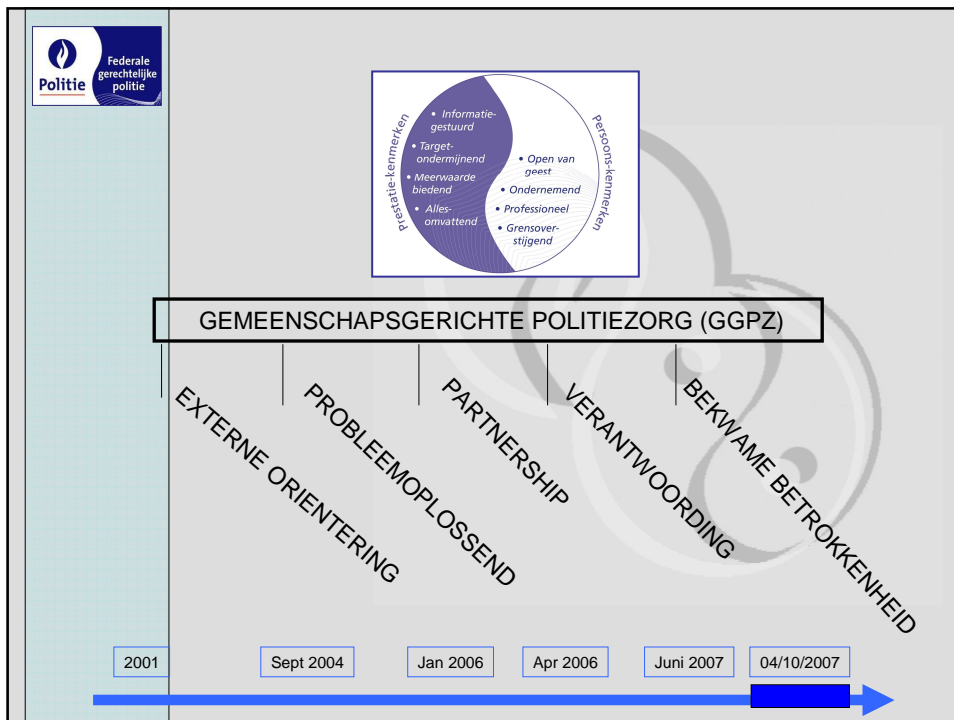 Politie
Federale
gerechtelijke
politie
Prestatie-kenmerken
• Informatie-
gestuurd
• Target-
ondermijnend
• Meerwaarde
biedend
• Alles-
omvattend
• Open van
geest
• Ondernemend
• Professioneel
• Grensover-
stijgend
Persoons-kenmerken
GEMEENSCHAPSGERICHTE POLITIEZORG (GGPZ)
EXTERNE ORIENTERING
PROBLEEMOPLOSSEND
PARTNERSHIP
VERANTWOORDING
BEKWAME BETROKKENHEID
2001
Sept 2004
Jan 2006
Apr 2006
Juni 2007
04/10/2007